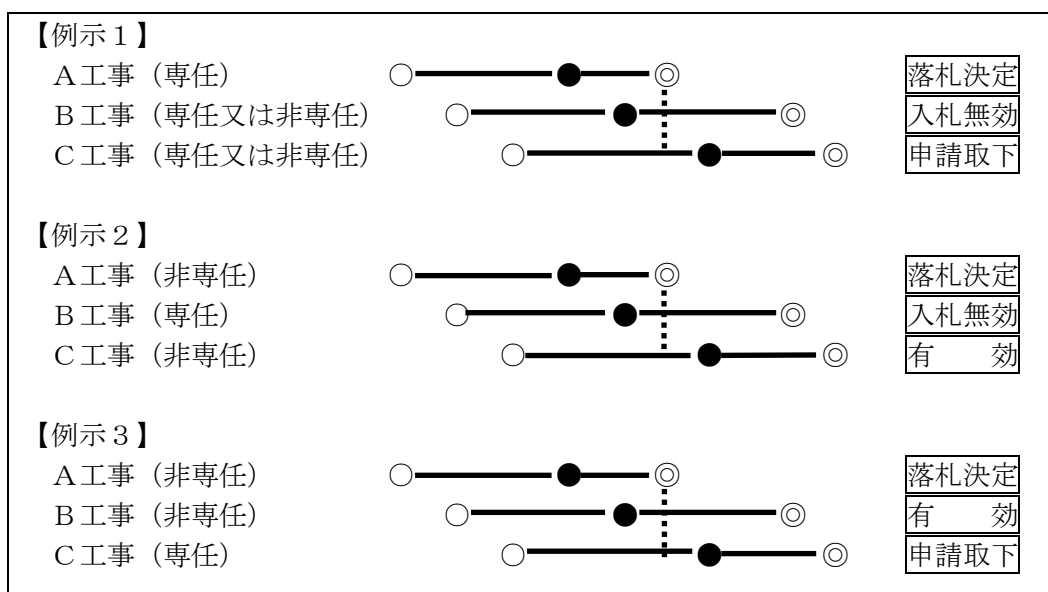 【例示１】
Ａ工事（専任） 落札決定
Ｂ工事（専任又は非専任） 入札無効
Ｃ工事（専任又は非専任） 申請取下
【例示２】
Ａ工事（非専任） 落札決定
Ｂ工事（専任） 入札無効
Ｃ工事（非専任） 有　　効
【例示３】
Ａ工事（非専任） 落札決定
Ｂ工事（非専任） 有　　効
Ｃ工事（専任） 申請取下